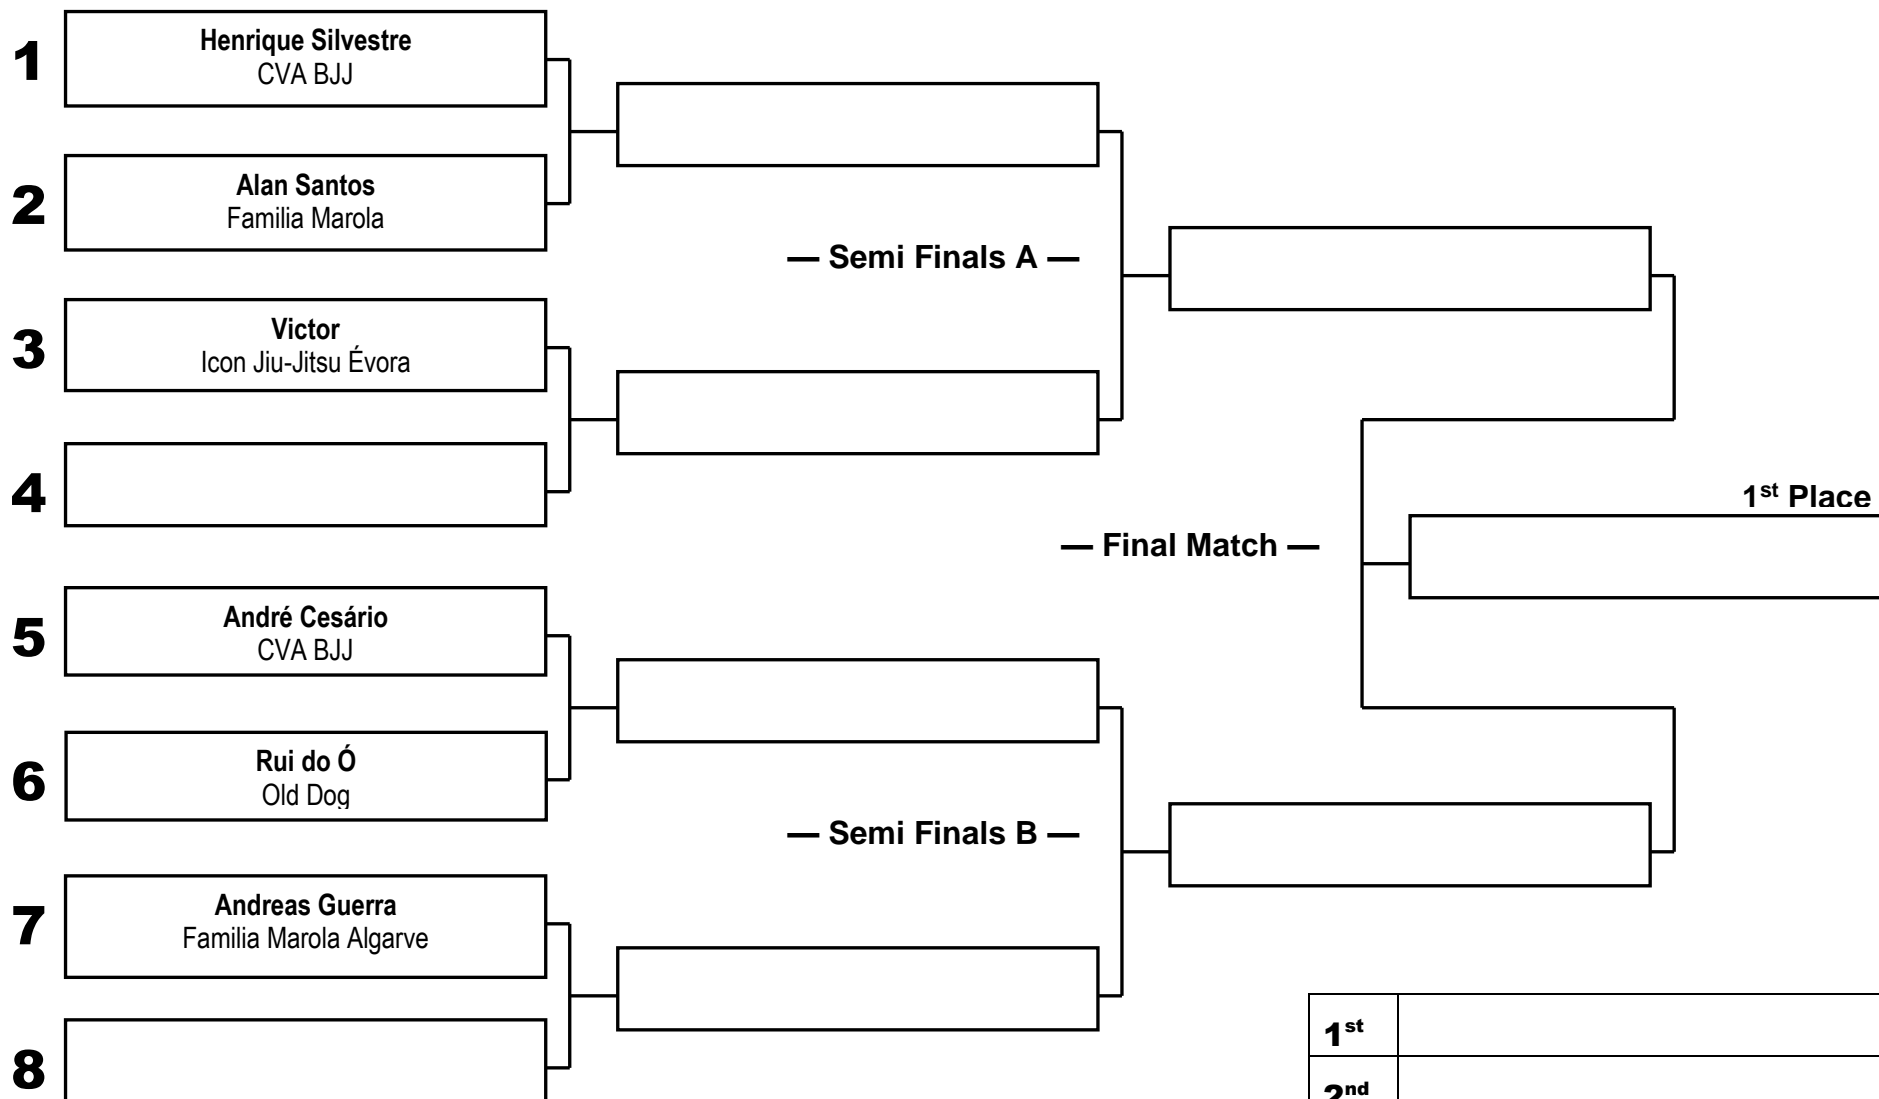 1
Henrique Silvestre
CVA BJJ
2
Alan Santos
Familia Marola
— Semi Finals A —
3
Victor
Icon Jiu-Jitsu Évora
4
1st Place
— Final Match —
5
André Cesário
CVA BJJ
6
Rui do Ó
Old Dog
— Semi Finals B —
7
Andreas Guerra
Familia Marola Algarve
8
1st
2nd